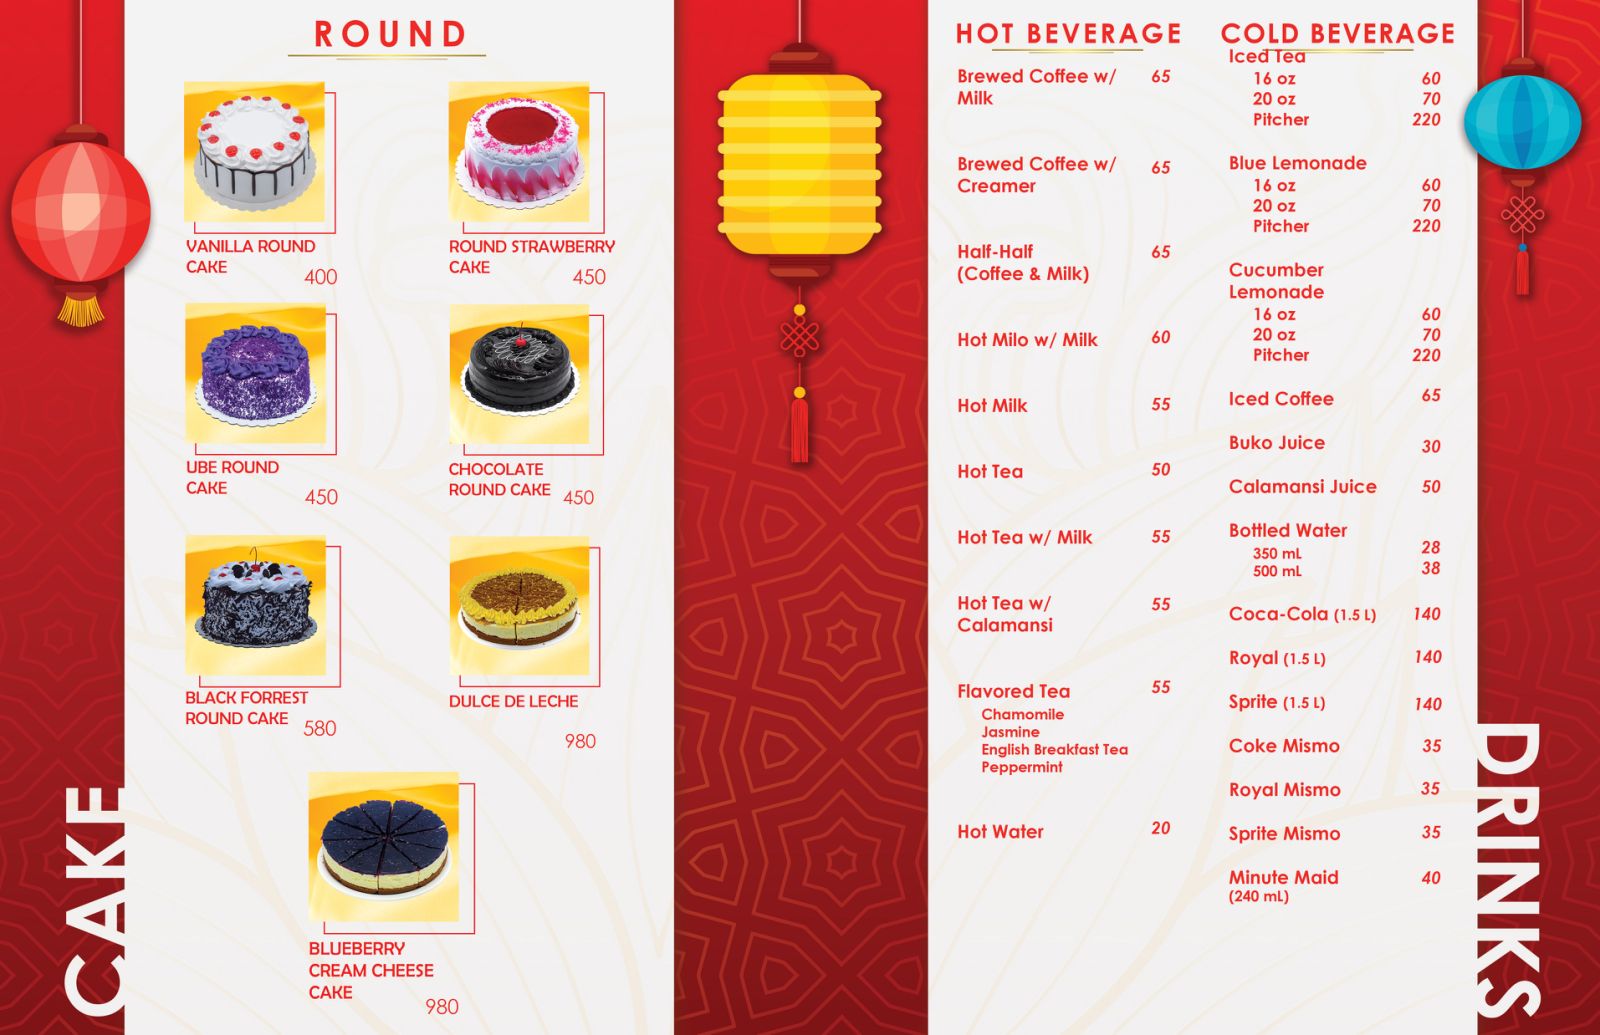 ROUND
VANILLA ROUND
CAKE
400
ROUND STRAWBERRY
CAKE
450
UBE ROUND
CAKE
450
CHOCOLATE
ROUND CAKE
450
BLACK FORREST
ROUND CAKE
580
DULCE DE LECHE
980
BLUEBERRY
CREAM CHEESE
CAKE
980
CAKE
HOT BEVERAGE
Brewed Coffee w/ 65
Milk
Brewed Coffee w/ 65
Creamer
Half-Half 65
(Coffee & Milk)
Hot Milo w/ Milk 60
Hot Milk 55
Hot Tea 50
Hot Tea w/ Milk 55
Hot Tea w/ 55
Calamansi
Flavored Tea 55
Chamomile
Jasmine
English Breakfast Tea
Peppermint
Hot Water 20
COLD BEVERAGE
Iced Tea
16 oz 60
20 oz 70
Pitcher 220
Blue Lemonade
16 oz 60
20 oz 70
Pitcher 220
Cucumber
Lemonade
16 oz 60
20 oz 70
Pitcher 220
Iced Coffee 65
Buko Juice 30
Calamansi Juice 50
Bottled Water
350 mL 28
500 mL 38
Coca-Cola (1.5 L) 140
Royal (1.5 L) 140
Sprite (1.5 L) 140
Coke Mismo 35
Royal Mismo 35
Sprite Mismo 35
Minute Maid 40
(240 mL)
DRINKS